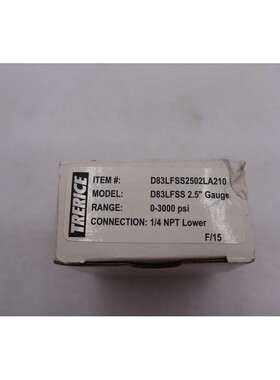 TRERICE
ITEM #: D83LFSS2502LA210
MODEL: D83LFSS 2.5" Gauge
RANGE: 0-3000 psi
CONNECTION: 1/4 NPT Lower
F/15